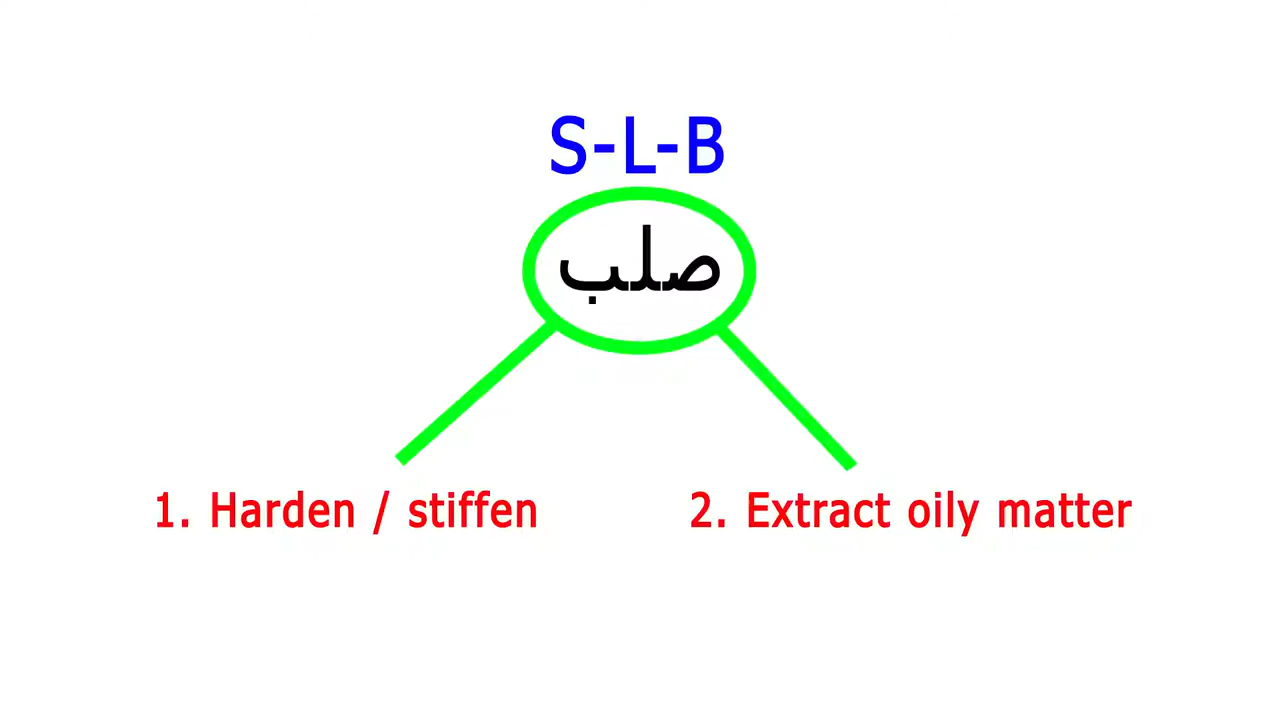 S-L-B
صلب
1. Harden / stiffen
2. Extract oily matter